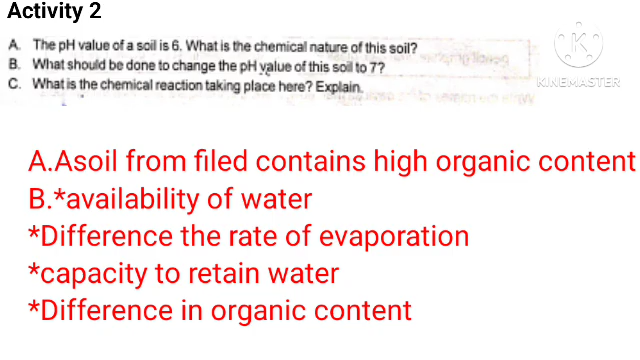 Activity 2
A. The pH value of a soil is 6. What is the chemical nature of this soil?
B. What should be done to change the pH value of this soil to 7?
C. What is the chemical reaction taking place here? Explain.
K
KINEMASTER
A.Asoil from filed contains high organic content
B.*availability of water
*Difference the rate of evaporation
*capacity to retain water
*Difference in organic content